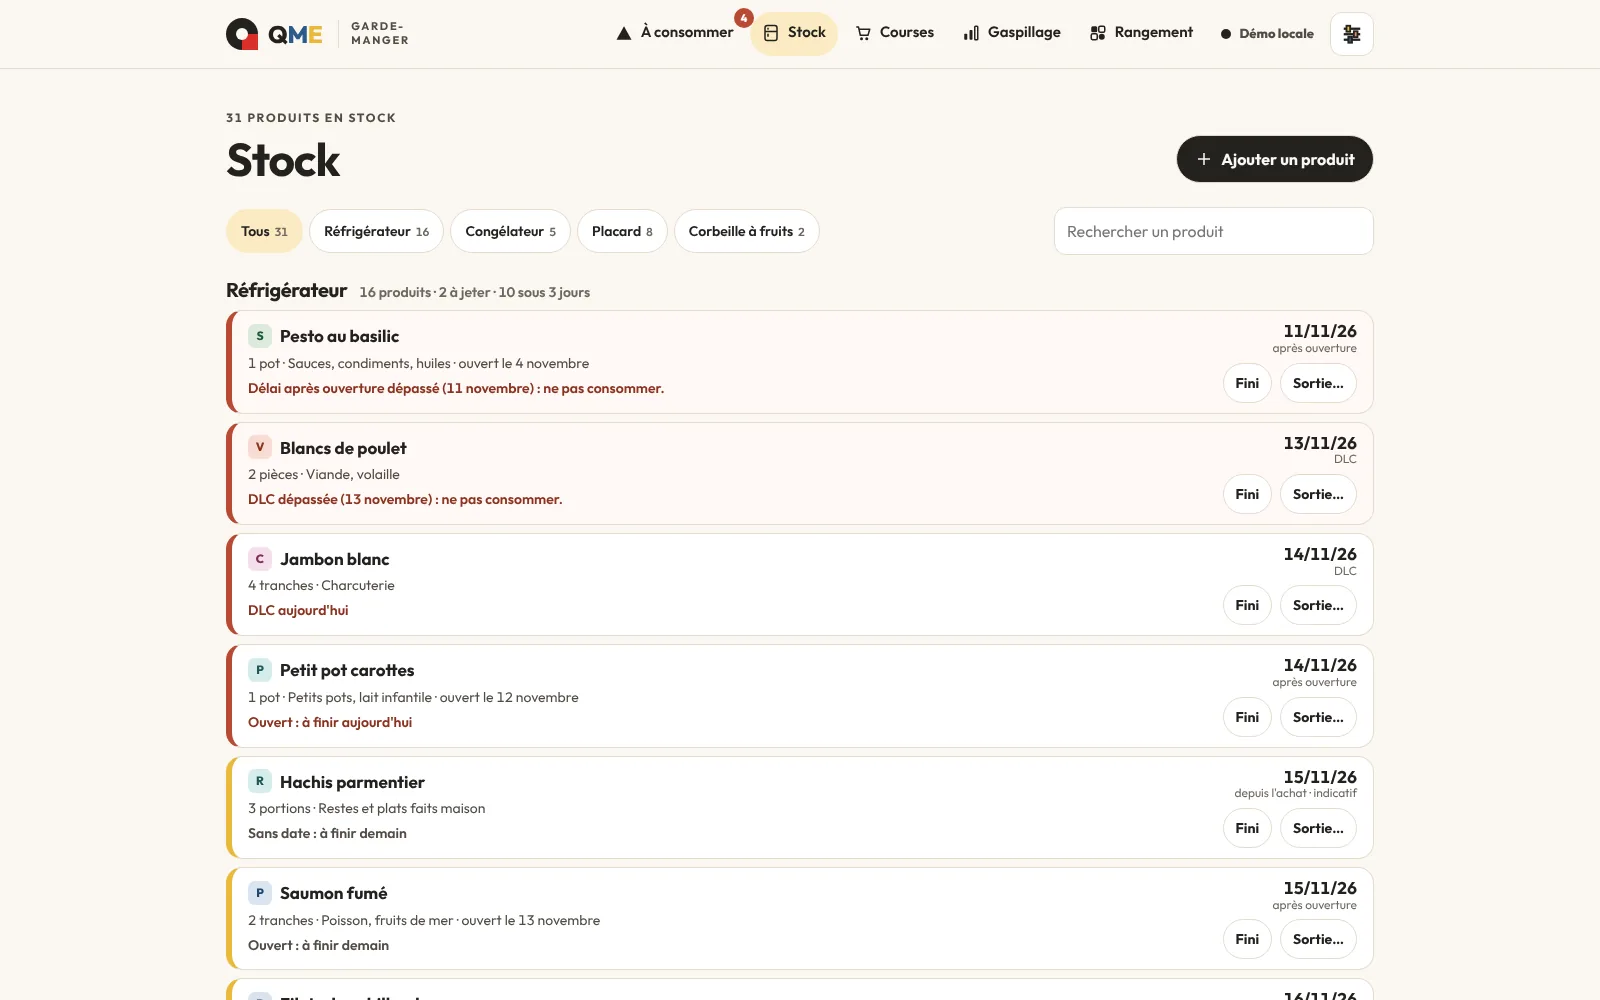 QME
GARDE-
MANGER
À consommer
4
Stock
Courses
Gaspillage
Rangement
Démo locale
31 PRODUITS EN STOCK
Stock
Ajouter un produit
Tous 31
Réfrigérateur 16
Congélateur 5
Placard 8
Corbeille à fruits 2
Rechercher un produit
Réfrigérateur 16 produits · 2 à jeter · 10 sous 3 jours
S Pesto au basilic
1 pot · Sauces, condiments, huiles · ouvert le 4 novembre
Délai après ouverture dépassé (11 novembre) : ne pas consommer.
11/11/26
après ouverture
Fini
Sortie...
V Blancs de poulet
2 pièces · Viande, volaille
DLC dépassée (13 novembre) : ne pas consommer.
13/11/26
DLC
Fini
Sortie...
C Jambon blanc
4 tranches · Charcuterie
DLC aujourd'hui
14/11/26
DLC
Fini
Sortie...
P Petit pot carottes
1 pot · Petits pots, lait infantile · ouvert le 12 novembre
Ouvert : à finir aujourd'hui
14/11/26
après ouverture
Fini
Sortie...
R Hachis parmentier
3 portions · Restes et plats faits maison
Sans date : à finir demain
15/11/26
depuis l'achat · indicatif
Fini
Sortie...
P Saumon fumé
2 tranches · Poisson, fruits de mer · ouvert le 13 novembre
Ouvert : à finir demain
15/11/26
après ouverture
Fini
Sortie...
16/11/26